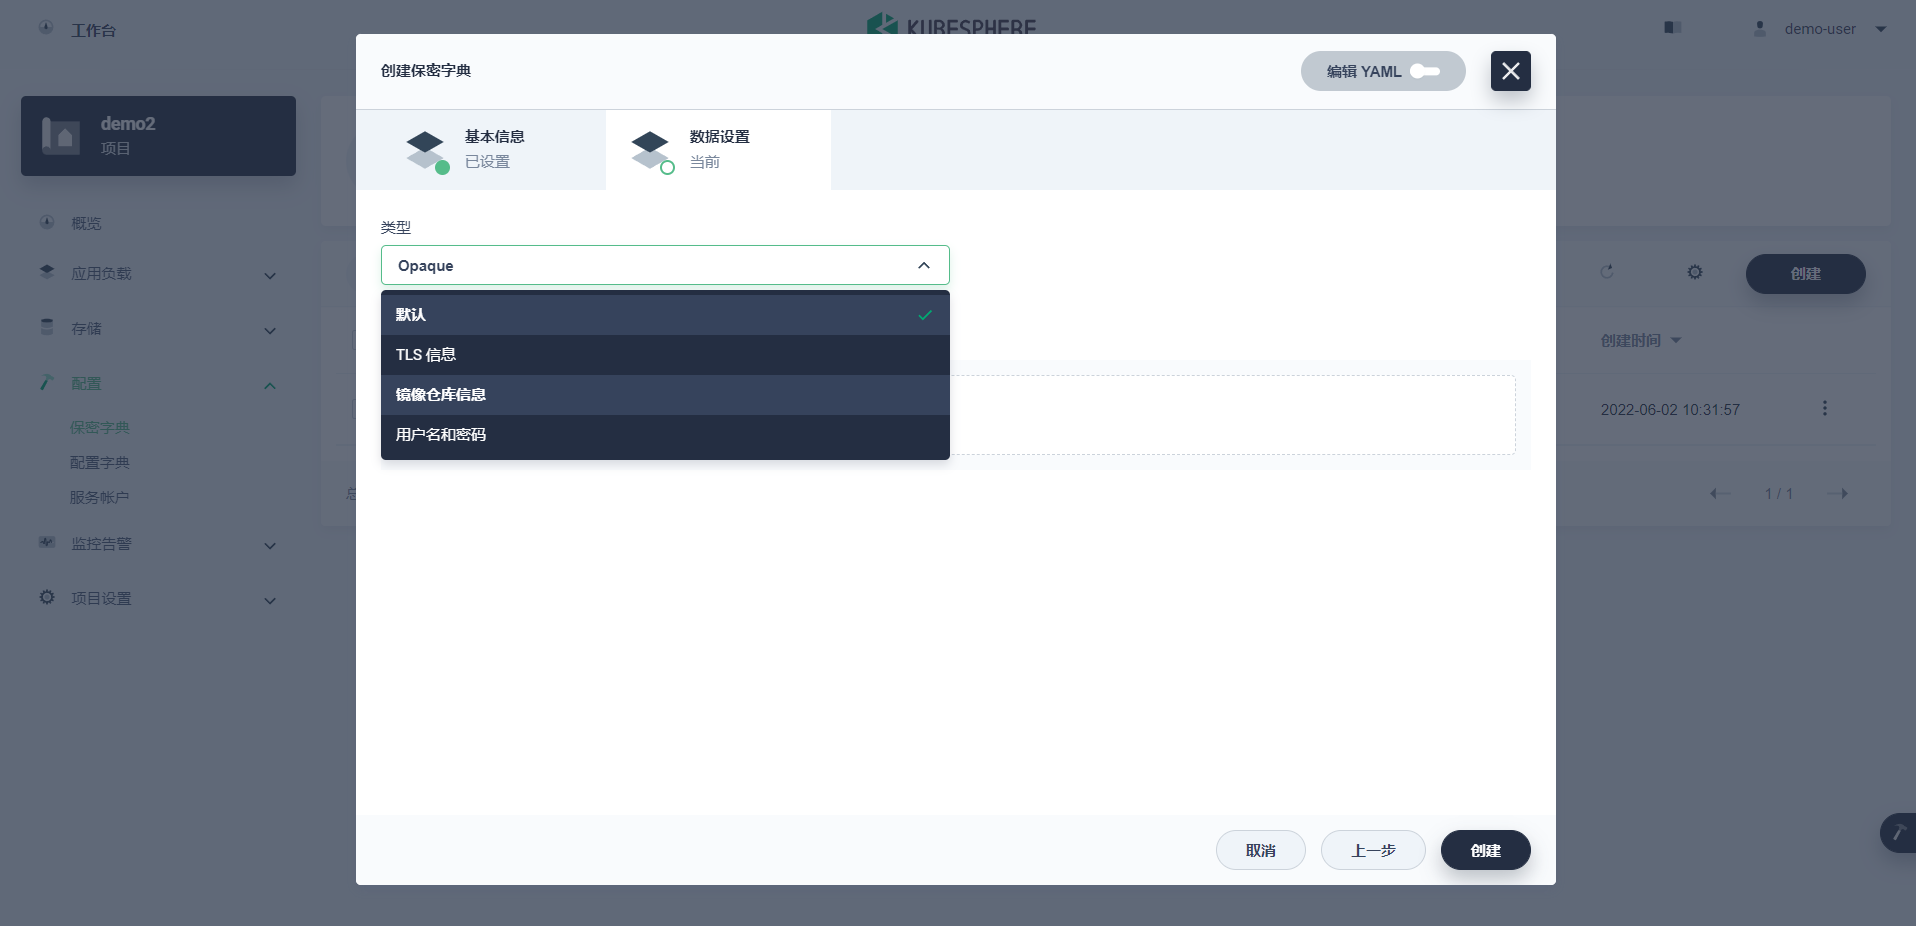 工作台
KUBESPHERE
demo-user
创建保密字典
编辑 YAML
demo2
项目
基本信息
已设置
数据设置
当前
概览
应用负载
存储
配置
保密字典
配置字典
服务帐户
监控告警
项目设置
类型
Opaque
默认
TLS 信息
镜像仓库信息
用户名和密码
创建
创建时间
2022-06-02 10:31:57
1 / 1
取消
上一步
创建